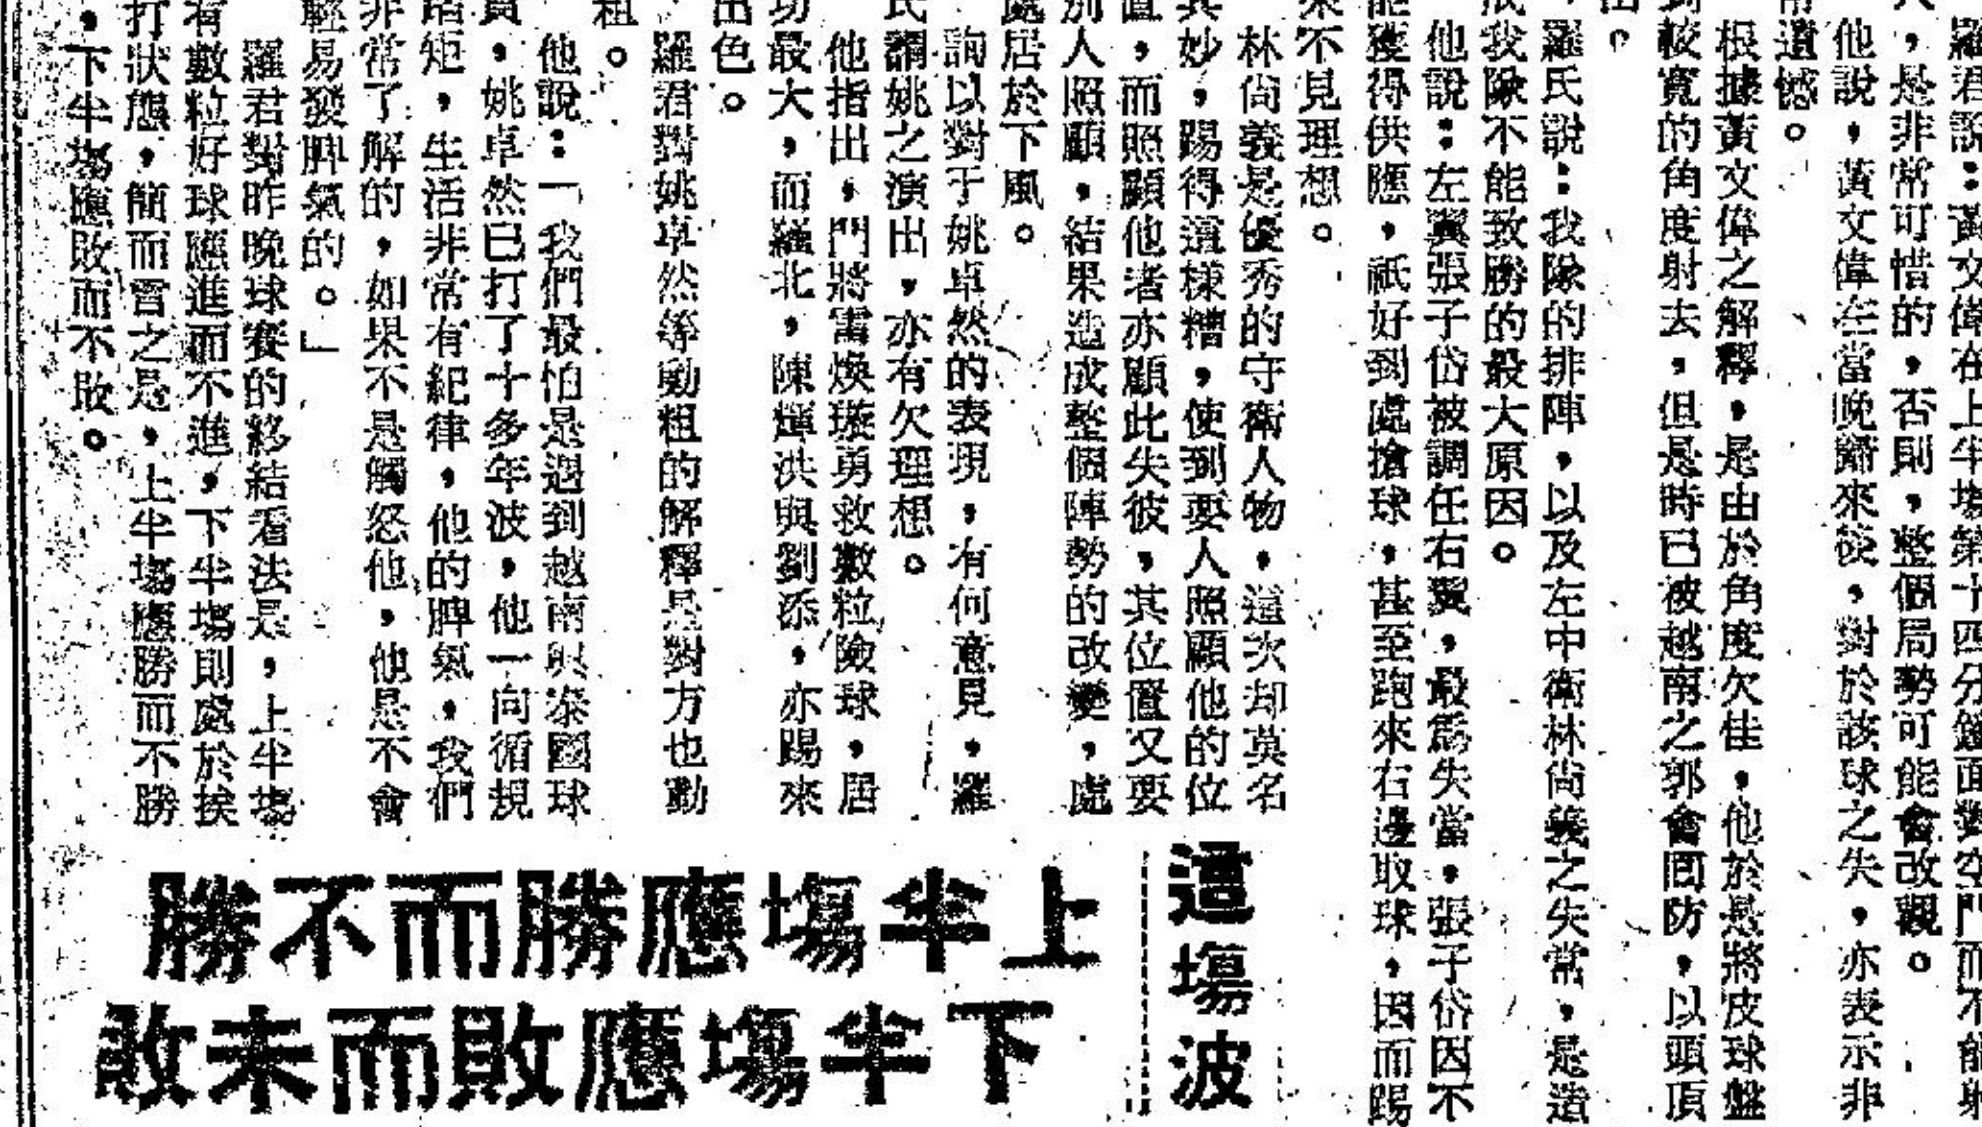 羅君說：黃文偉在上半塲第十四分鐘面對空門而不能射
，是非常可惜的，否則，整個局勢可能會改觀。
他說，黃文偉在當晚歸來後，對於該球之失，亦表示非
常遺憾。
根據黃文偉之解釋，是由於角度欠佳，他於是將皮球盤
到較寬的角度射去，但是時已被越南之郭會回防，以頭頂
出。
羅氏說：我隊的排陣，以及左中衛林尙義之失常，是造
成我隊不能致勝的最大原因。
他說：左翼張子岱被調任右翼，最爲失當，張子岱因不
能獲得供應，祇好到處搶球，甚至跑來右邊取球，因而踢
來不見理想。
林尙義是優秀的守衛人物，這次却莫名
其妙，踢得這樣糟，使到要人照顧他的位
置，而照顧他者亦顧此失彼，其位置又要
別人照顧，結果造成整個陣勢的改變，處
處居於下風。
詢以對于姚卓然的表現，有何意見，羅
氏謂姚之演出，亦有欠理想。
他指出，門將雷煥璇勇救數粒險球，居
功最大，而羅北，陳輝洪與劉添，亦踢來
出色。
羅君對姚卓然等動粗的解釋是對方也動
粗。
他說：「我們最怕是遇到越南與泰國球
員，姚卓然已打了十多年波，他一向循規
蹈矩，生活非常有紀律，他的脾氣，我們
非常了解的，如果不是觸怒他，他是不會
輕易發脾氣的。」
羅君對昨晚球賽的終結看法是，上半塲
有數粒好球應進而不進，下半塲則處於挨
打狀態，簡而言之是，上半塲應勝而不勝
，下半塲應敗而不敗。
這塲波
上半塲應勝而不勝
下半塲應敗而未敗